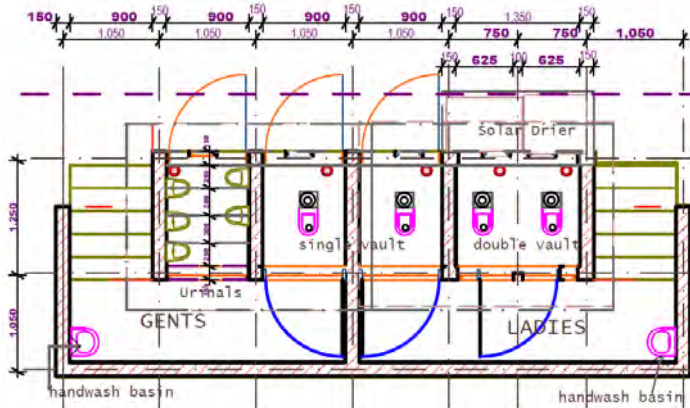 150 900 150 900 150 900 150 900 150 1,350 150
1,050 1,050 1,050 1,050 750 750 1,050
150 625 100 625 150
Solar Drier
1,250
single vault
double vault
Urinals
GENTS
LADIES
1,050
handwash basin
handwash basin